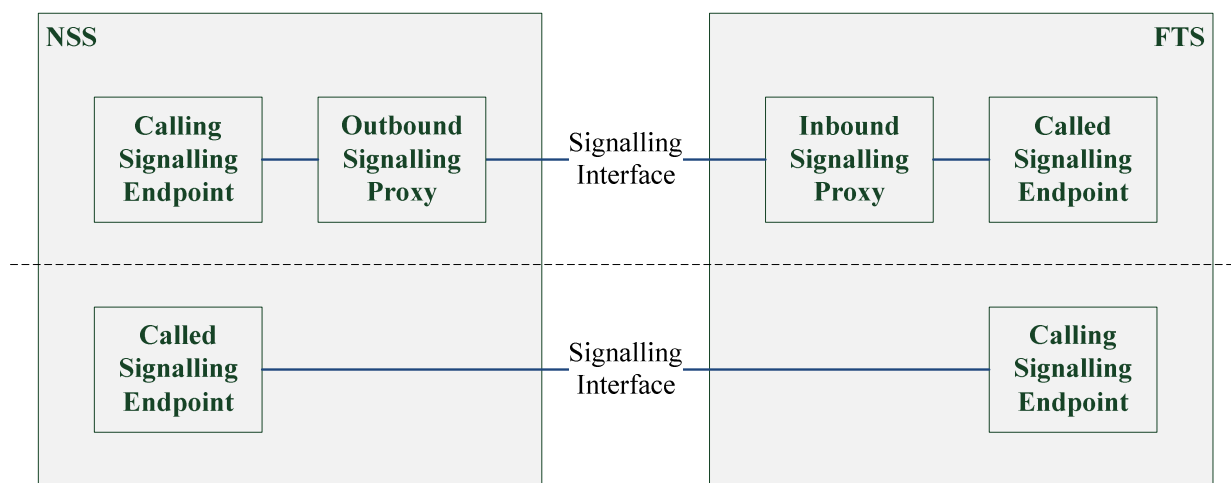 NSS
FTS
Calling
Signalling
Endpoint
Outbound
Signalling
Proxy
Signalling
Interface
Inbound
Signalling
Proxy
Called
Signalling
Endpoint
Called
Signalling
Endpoint
Signalling
Interface
Calling
Signalling
Endpoint